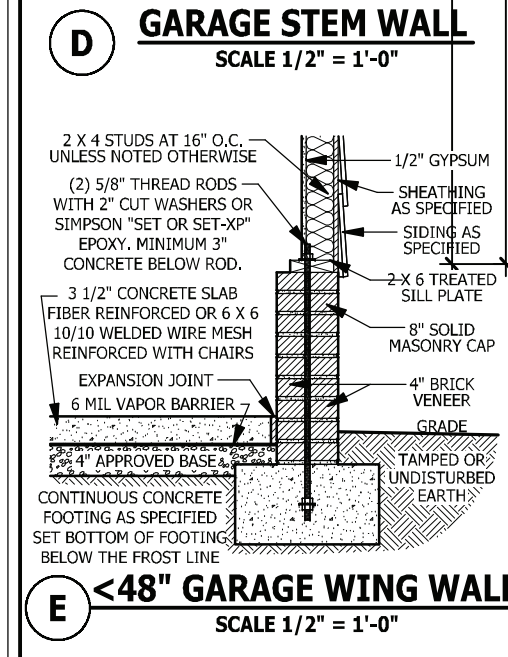 D
GARAGE STEM WALL
SCALE 1/2" = 1'-0"
2 X 4 STUDS AT 16" O.C.
UNLESS NOTED OTHERWISE
(2) 5/8" THREAD RODS
WITH 2" CUT WASHERS OR
SIMPSON "SET OR SET-XP"
EPOXY. MINIMUM 3"
CONCRETE BELOW ROD.
3 1/2" CONCRETE SLAB
FIBER REINFORCED OR 6 X 6
10/10 WELDED WIRE MESH
REINFORCED WITH CHAIRS
EXPANSION JOINT
6 MIL VAPOR BARRIER
4" APPROVED BASE
CONTINUOUS CONCRETE
FOOTING AS SPECIFIED
SET BOTTOM OF FOOTING
BELOW THE FROST LINE
1/2" GYPSUM
SHEATHING
AS SPECIFIED
SIDING AS
SPECIFIED
2 X 6 TREATED
SILL PLATE
8" SOLID
MASONRY CAP
4" BRICK
VENEER
GRADE
TAMPED OR
UNDISTURBED
EARTH
E
<48" GARAGE WING WALL
SCALE 1/2" = 1'-0"